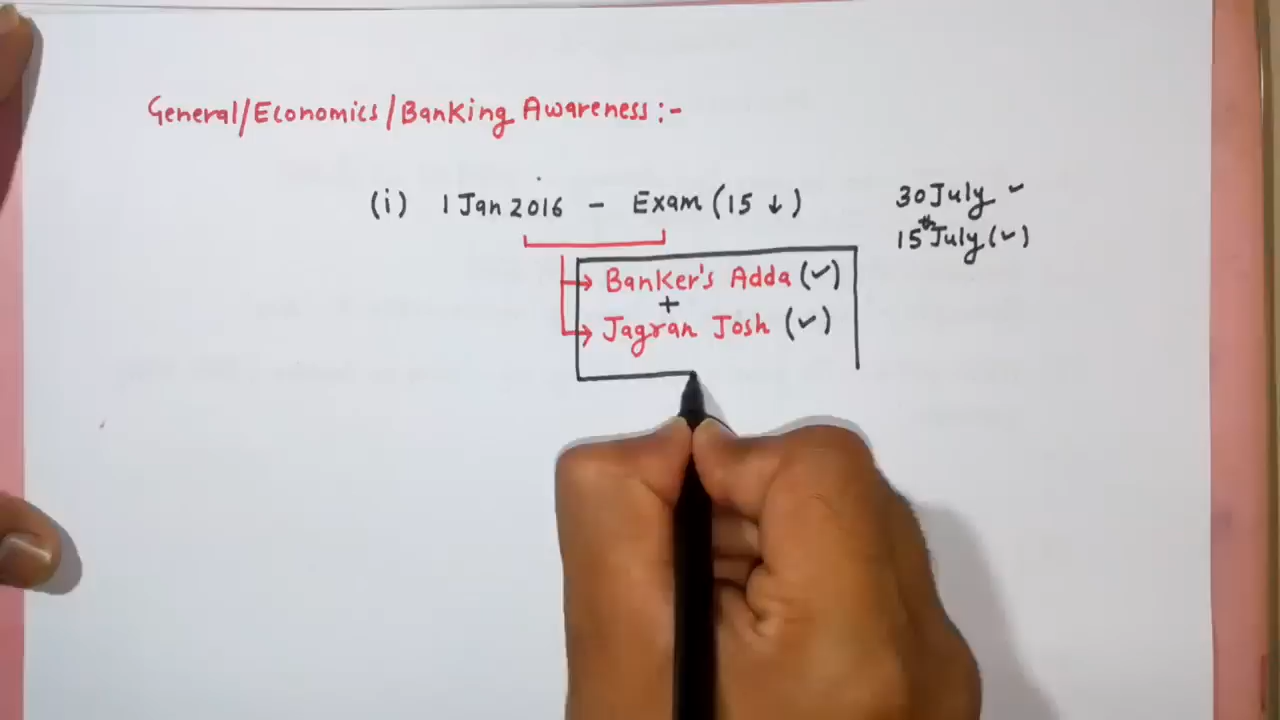 General/Economics/Banking Awareness:-
(i) 1 Jan 2016 - Exam (15 ↓)
30 July ✓
15th July (✓)
→ Banker's Adda (✓)
+
→ Jagran Josh (✓)